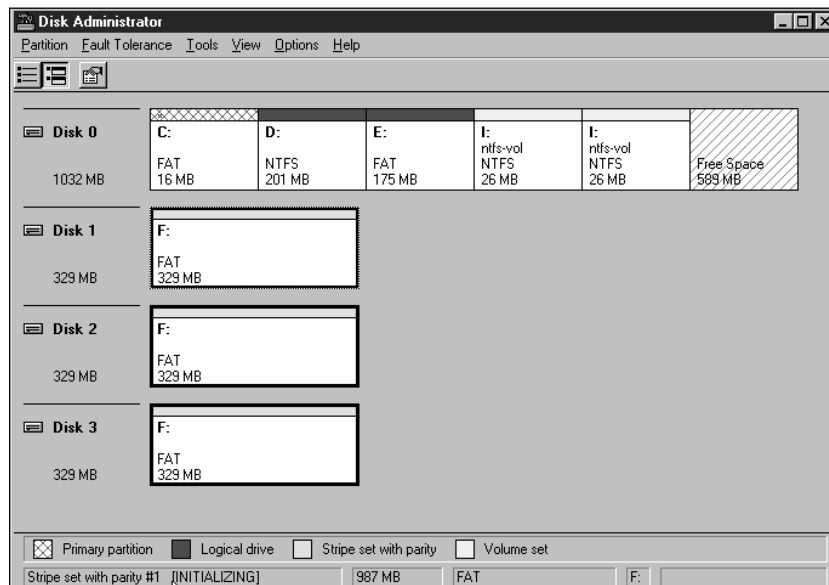 Disk Administrator
Partition Fault Tolerance Tools View Options Help
Disk 0
1032 MB
C:
FAT
16 MB
D:
NTFS
201 MB
E:
FAT
175 MB
I:
ntfs-vol
NTFS
26 MB
I:
ntfs-vol
NTFS
26 MB
Free Space
589 MB
Disk 1
329 MB
F:
FAT
329 MB
Disk 2
329 MB
F:
FAT
329 MB
Disk 3
329 MB
F:
FAT
329 MB
Primary partition Logical drive Stripe set with parity Volume set
Stripe set with parity #1 [INITIALIZING] 987 MB FAT F: